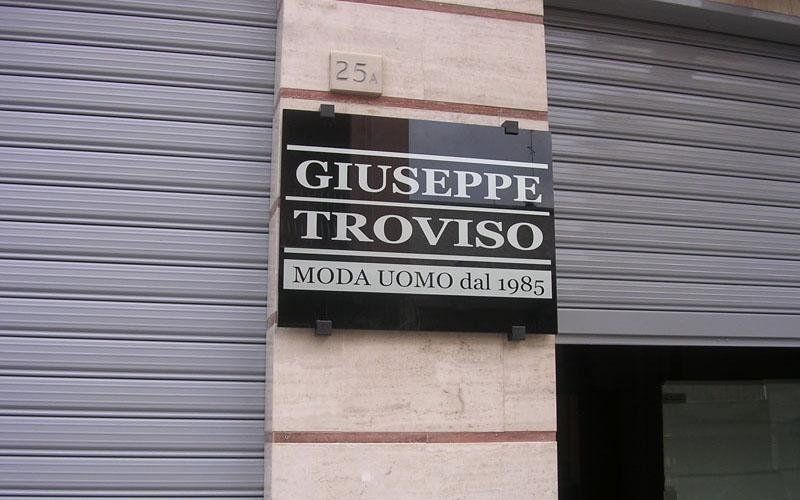 25A
GIUSEPPE
TROVISO
MODA UOMO dal 1985